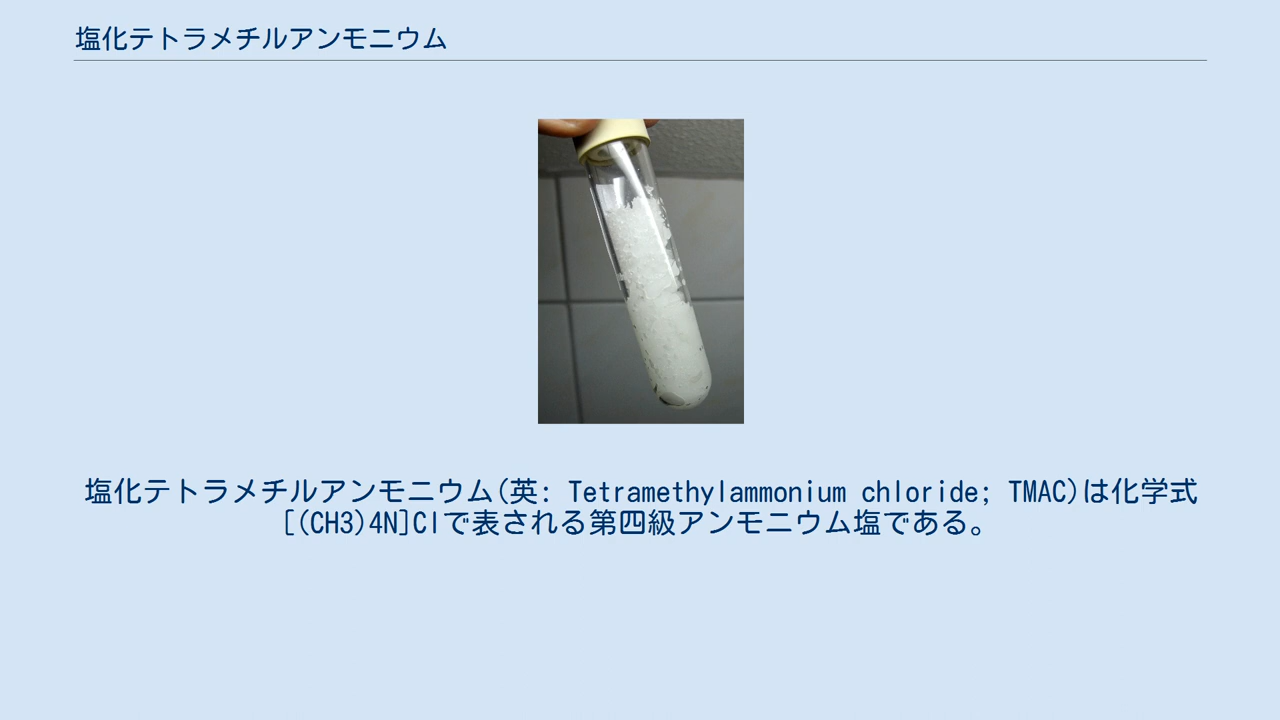 塩化テトラメチルアンモニウム
塩化テトラメチルアンモニウム(英: Tetramethylammonium chloride; TMAC)は化学式
[(CH3)4N]Clで表される第四級アンモニウム塩である。